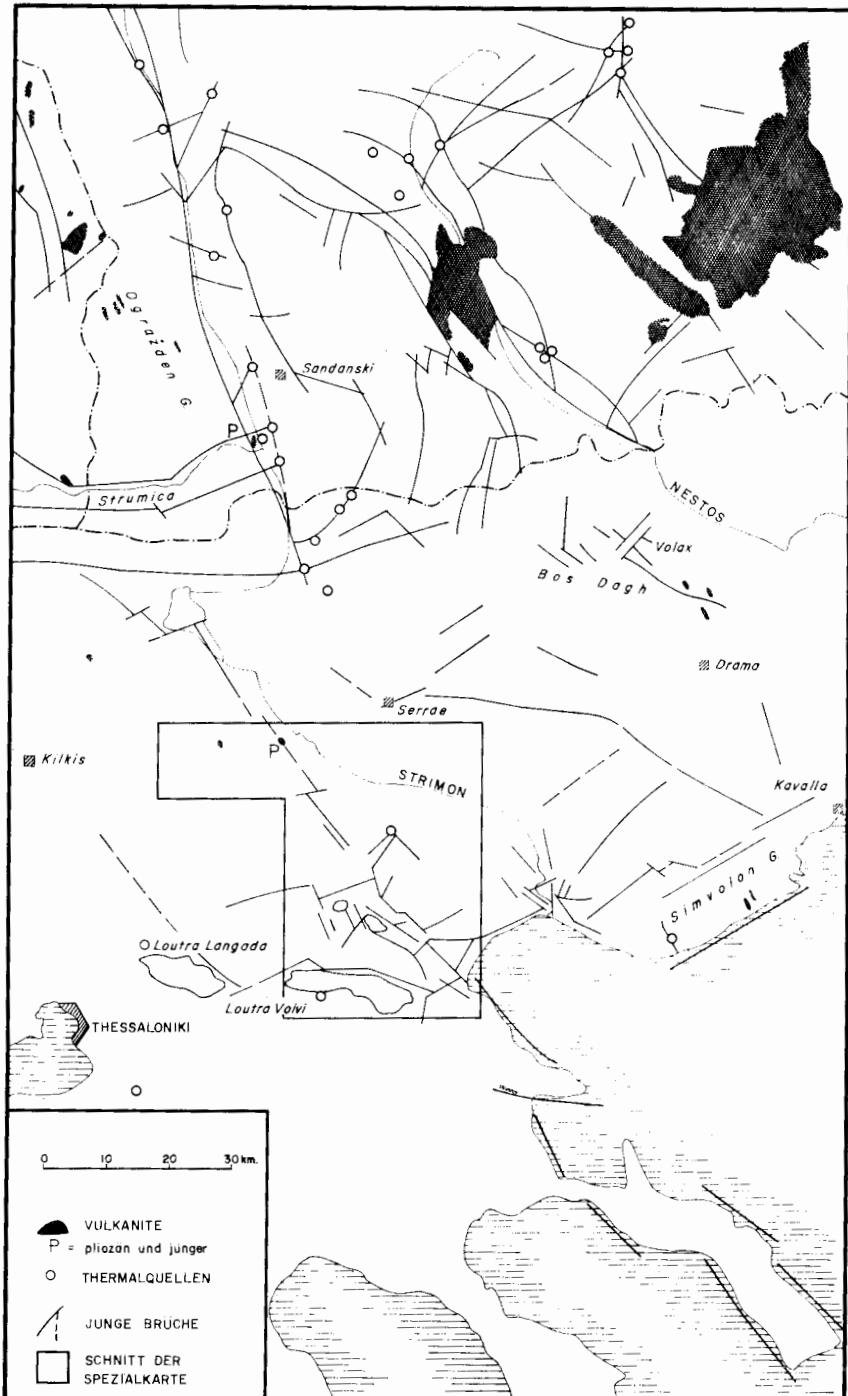 Ogražden G.
Sandanski
P
Strumica
NESTOS
Volax
Bos Dagh
Drama
Serrae
Kilkis
P
STRIMON
Kavalla
Simvolon G.
Loutra Langada
Loutra Volvi
THESSALONIKI
0 10 20 30 km.
VULKANITE
P = pliozän und jünger
THERMALQUELLEN
JUNGE BRÜCHE
SCHNITT DER
SPEZIALKARTE